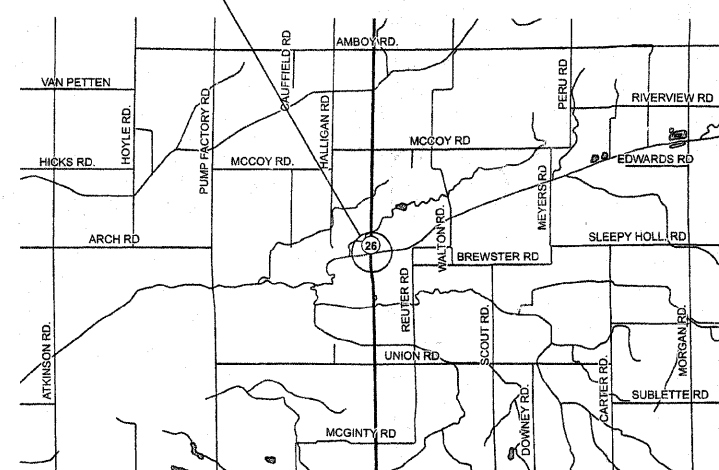 AMBOY RD.
CAUFFIELD RD
VAN PETTEN
PERU RD
RIVERVIEW RD
HOYLE RD.
PUMP FACTORY RD
HALLIGAN RD
MCCOY RD
HICKS RD.
MCCOY RD.
EDWARDS RD
MEYERS RD
WALTON RD.
ARCH RD
26
SLEEPY HOLL. RD
BREWSTER RD
REUTER RD
SCOUT RD.
MORGAN RD.
ATKINSON RD.
UNION RD
CARTER RD.
SUBLETTE RD
DOWNEY RD.
MCGINTY RD